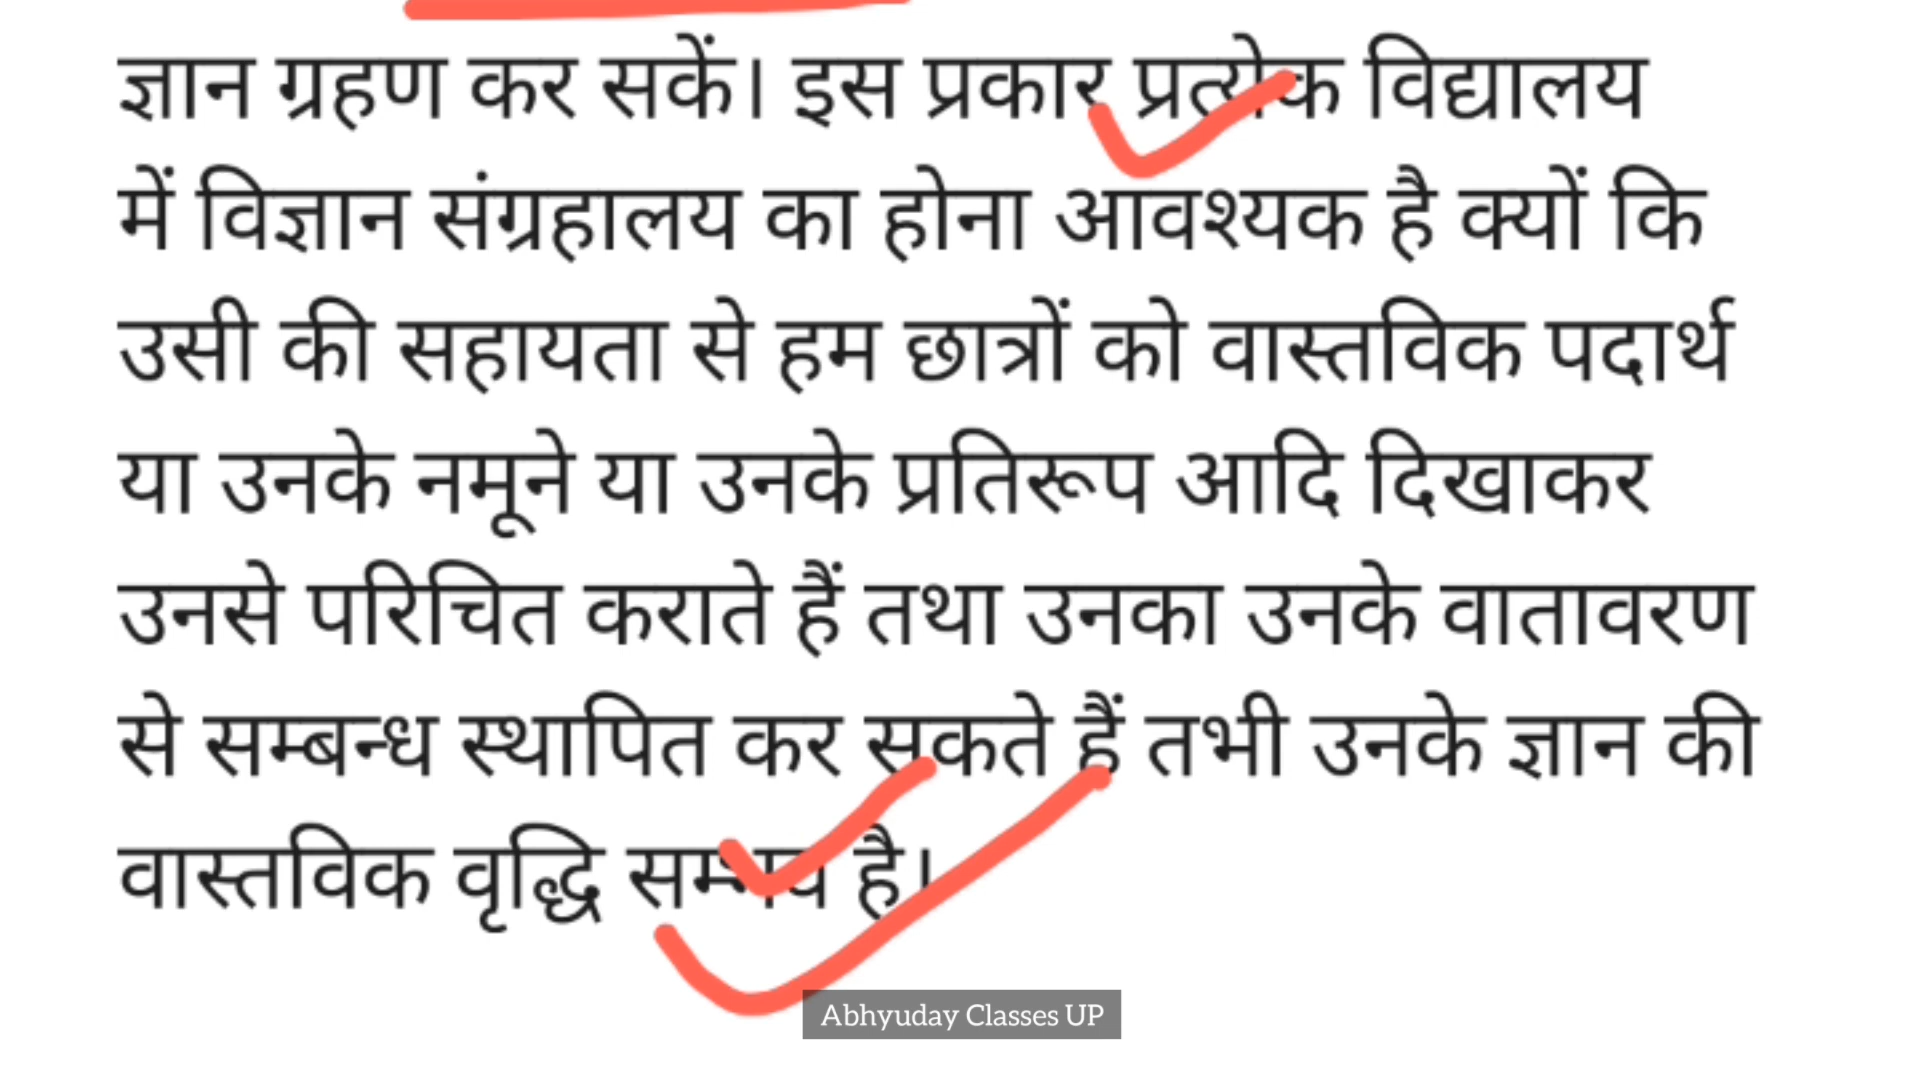 ज्ञान ग्रहण कर सकें। इस प्रकार प्रत्येक विद्यालय
में विज्ञान संग्रहालय का होना आवश्यक है क्यों कि
उसी की सहायता से हम छात्रों को वास्तविक पदार्थ
या उनके नमूने या उनके प्रतिरूप आदि दिखाकर
उनसे परिचित कराते हैं तथा उनका उनके वातावरण
से सम्बन्ध स्थापित कर सकते हैं तभी उनके ज्ञान की
वास्तविक वृद्धि सम्भव है।
Abhyuday Classes UP